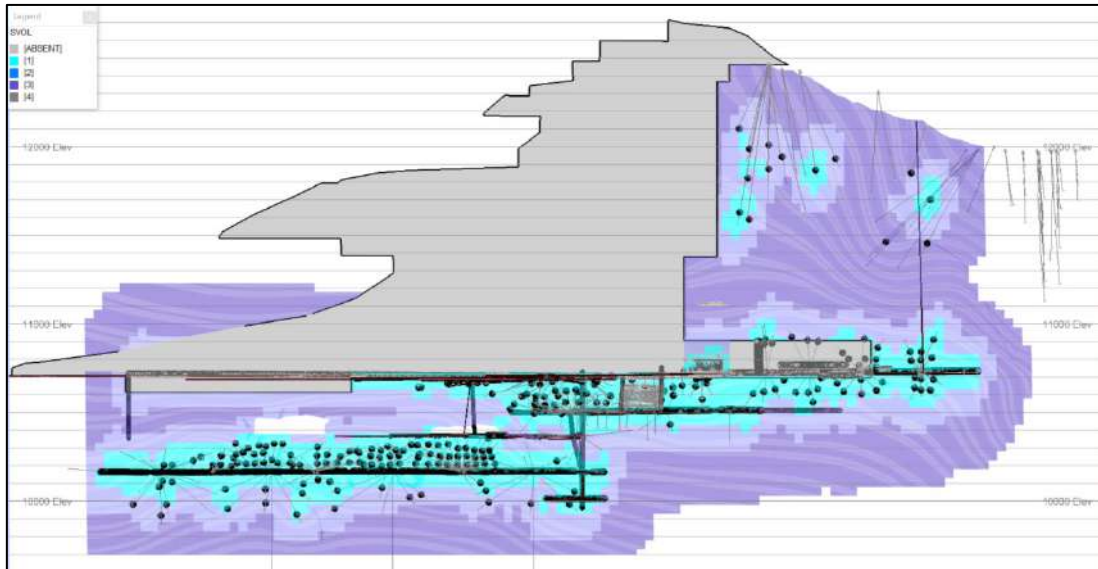 Legend
SVOL
[ABSENT]
[1]
[2]
[3]
[4]
12000 Elev
12000 Elev
11000 Elev
11000 Elev
10000 Elev
10000 Elev